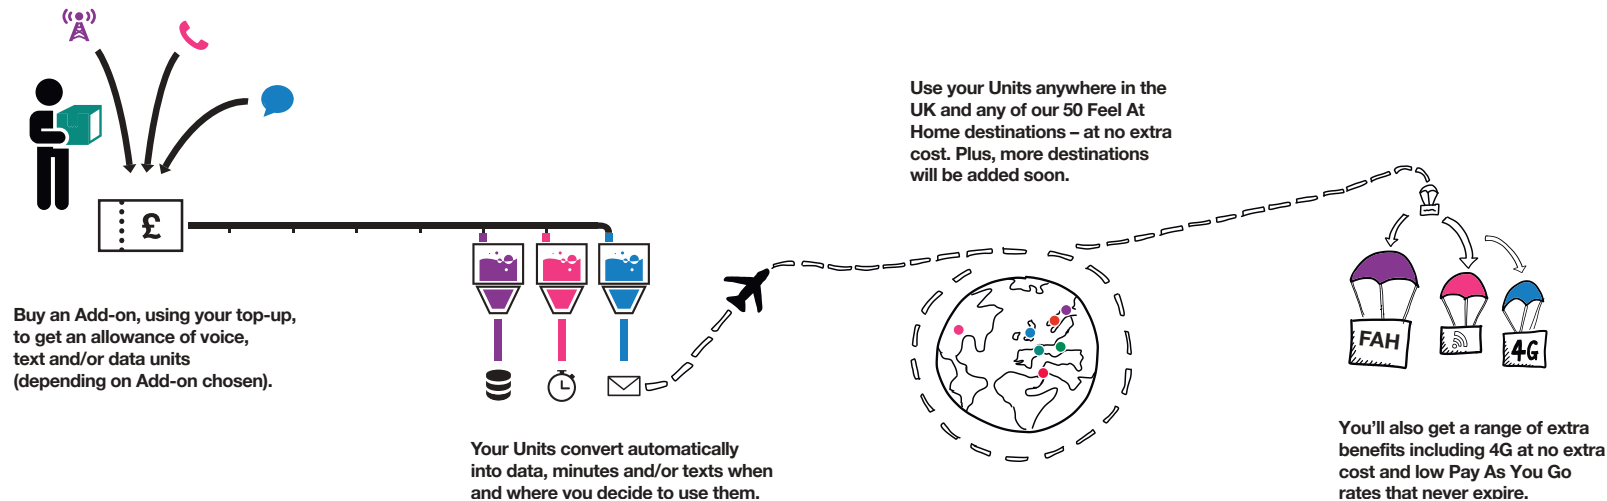 £
Buy an Add-on, using your top-up,
to get an allowance of voice,
text and/or data units
(depending on Add-on chosen).
Your Units convert automatically
into data, minutes and/or texts when
and where you decide to use them.
Use your Units anywhere in the
UK and any of our 50 Feel At
Home destinations – at no extra
cost. Plus, more destinations
will be added soon.
FAH
4G
You’ll also get a range of extra
benefits including 4G at no extra
cost and low Pay As You Go
rates that never expire.